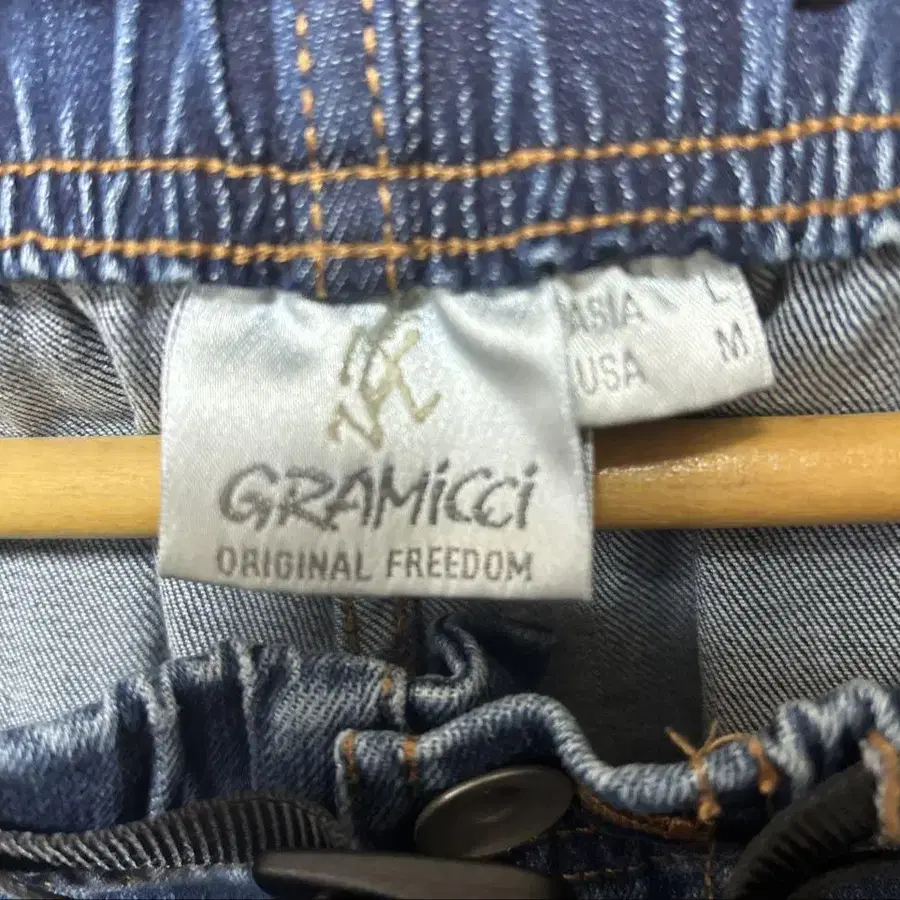 GRAMiCCi
ORIGINAL FREEDOM
ASIA L
USA M